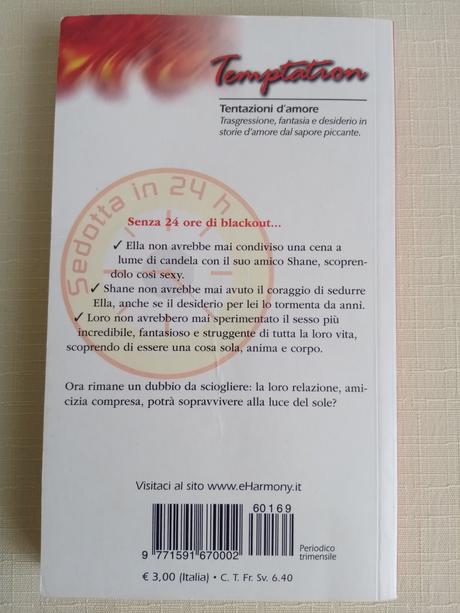 Temptation
Tentazioni d'amore
Trasgressione, fantasia e desiderio in
storie d'amore dal sapore piccante.
Sedotta in 24 h
Senza 24 ore di blackout...
✓ Ella non avrebbe mai condiviso una cena a
lume di candela con il suo amico Shane, scopren-
dolo così sexy.
✓ Shane non avrebbe mai avuto il coraggio di sedurre
Ella, anche se il desiderio per lei lo tormenta da anni.
✓ Loro non avrebbero mai sperimentato il sesso più
incredibile, fantasioso e struggente di tutta la loro vita,
scoprendo di essere una cosa sola, anima e corpo.
Ora rimane un dubbio da sciogliere: la loro relazione, ami-
cizia compresa, potrà sopravvivere alla luce del sole?
Visitaci al sito www.eHarmony.it
60169
9 771591 670002
Periodico
trimensile
€ 3,00 (Italia) • C. T. Fr. Sv. 6.40